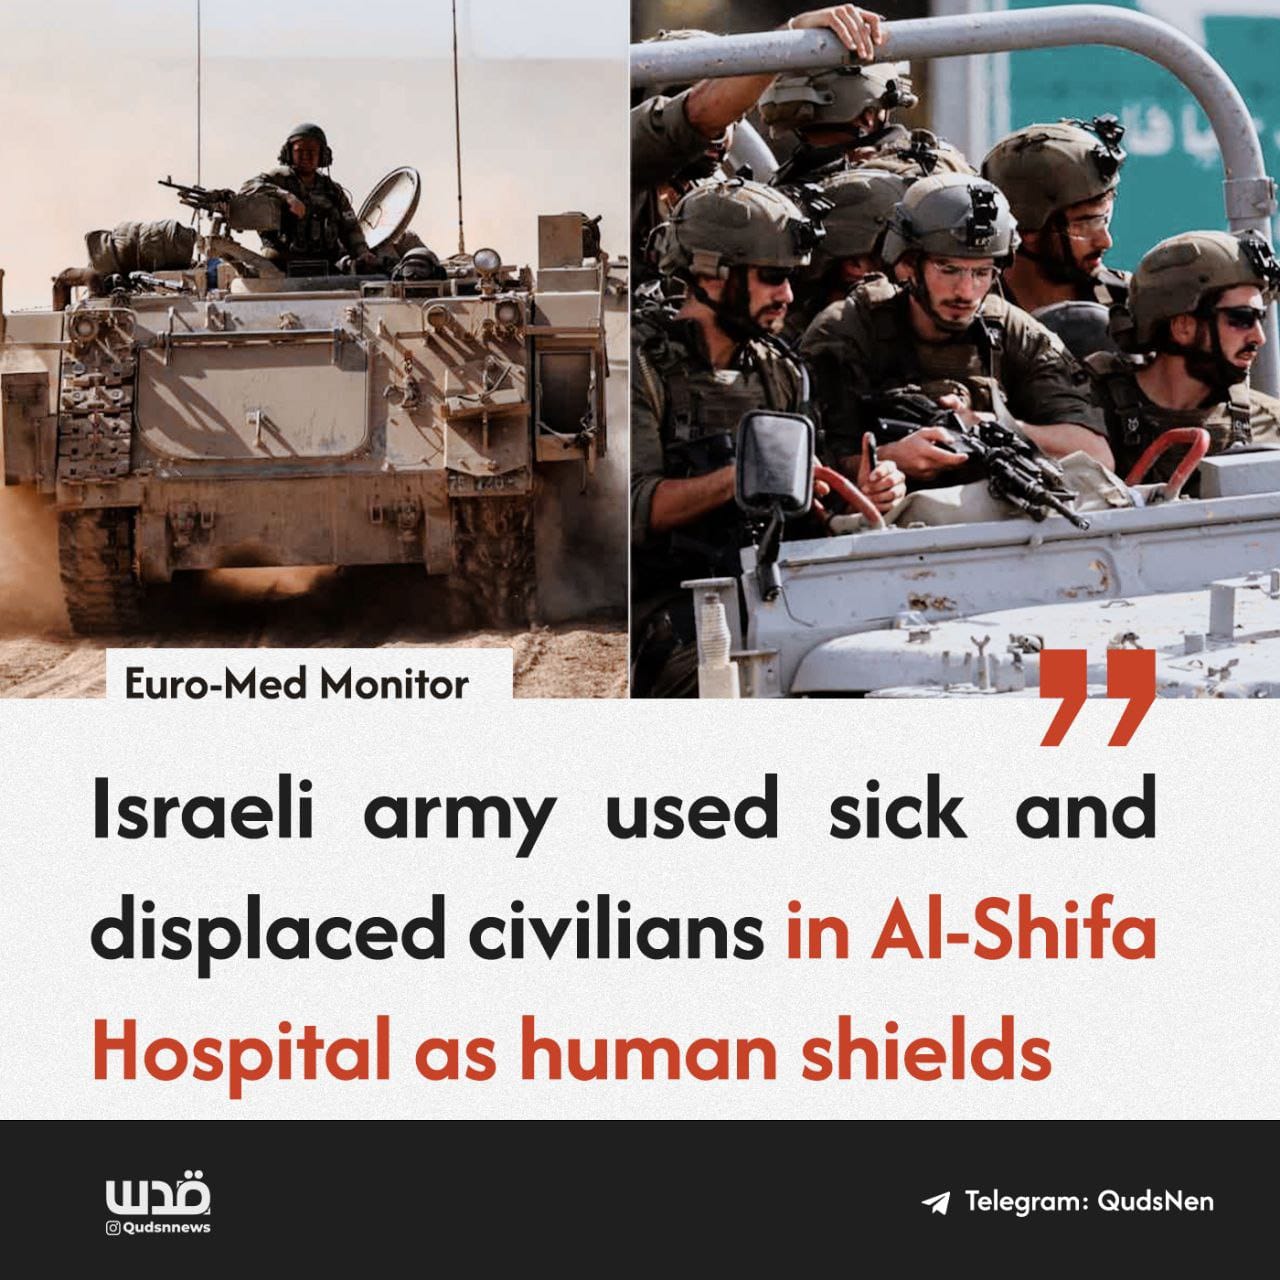 Euro-Med Monitor
”
Israeli army used sick and
displaced civilians in Al-Shifa
Hospital as human shields
قدس
Qudsnnews
Telegram: QudsNen